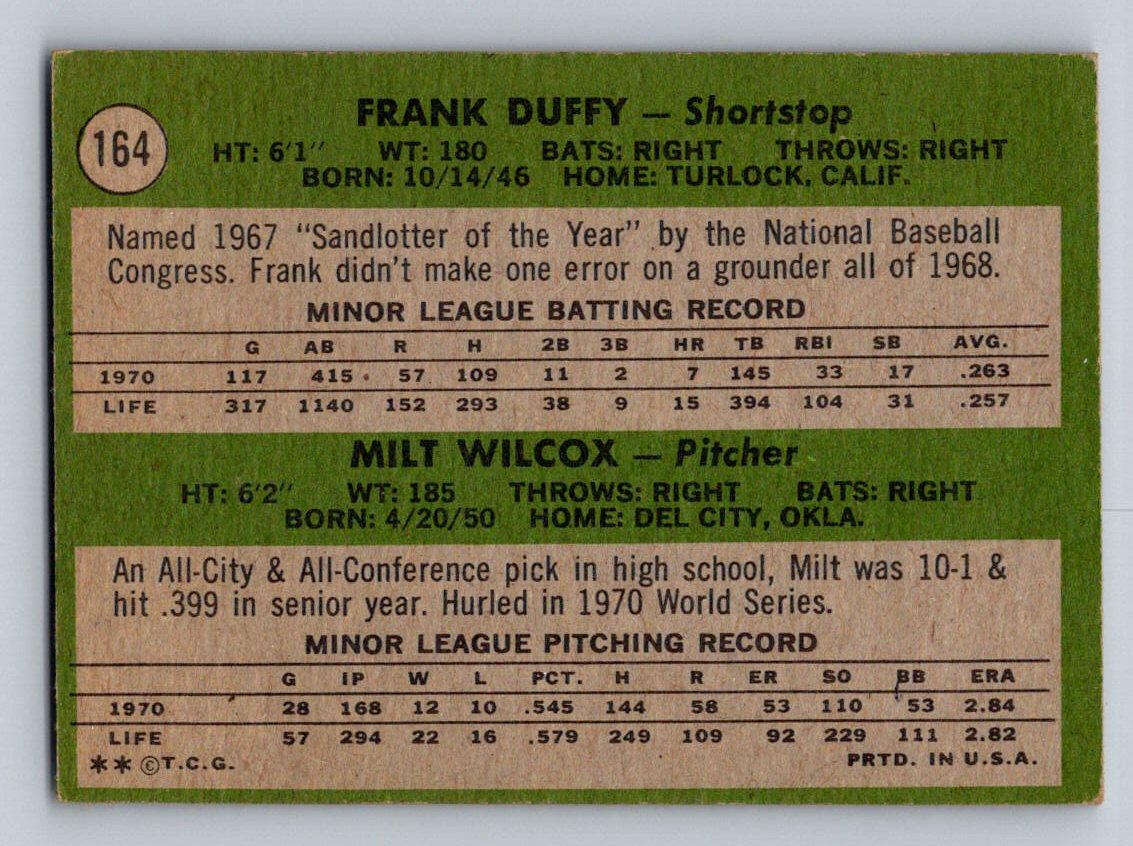 164
FRANK DUFFY — Shortstop
HT: 6'1" WT: 180 BATS: RIGHT THROWS: RIGHT
BORN: 10/14/46 HOME: TURLOCK, CALIF.
Named 1967 "Sandlotter of the Year" by the National Baseball
Congress. Frank didn't make one error on a grounder all of 1968.
MINOR LEAGUE BATTING RECORD
G AB R H 2B 3B HR TB RBI SB AVG.
1970 117 415 57 109 11 2 7 145 33 17 .263
LIFE 317 1140 152 293 38 9 15 394 104 31 .257
MILT WILCOX — Pitcher
HT: 6'2" WT: 185 THROWS: RIGHT BATS: RIGHT
BORN: 4/20/50 HOME: DEL CITY, OKLA.
An All-City & All-Conference pick in high school, Milt was 10-1 &
hit .399 in senior year. Hurled in 1970 World Series.
MINOR LEAGUE PITCHING RECORD
G IP W L PCT. H R ER SO BB ERA
1970 28 168 12 10 .545 144 58 53 110 53 2.84
LIFE 57 294 22 16 .579 249 109 92 229 111 2.82
**©T.C.G. PRTD. IN U.S.A.